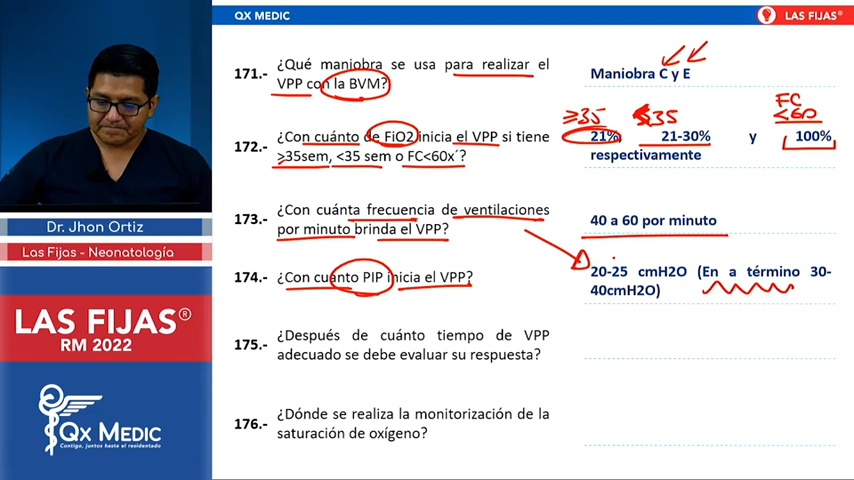 QX MEDIC
LAS FIJAS®
171.- ¿Qué maniobra se usa para realizar el
VPP con la BVM?
Maniobra C y E
≥35 <35 FC <60
172.- ¿Con cuánto de FiO2 inicia el VPP si tiene
≥35sem, <35 sem o FC<60x´?
21%, 21-30% y 100%
respectivamente
173.- ¿Con cuánta frecuencia de ventilaciones
por minuto brinda el VPP?
40 a 60 por minuto
174.- ¿Con cuanto PIP inicia el VPP?
20-25 cmH2O (En a término 30-
40cmH2O)
175.- ¿Después de cuánto tiempo de VPP
adecuado se debe evaluar su respuesta?
176.- ¿Dónde se realiza la monitorización de la
saturación de oxígeno?
Dr. Jhon Ortiz
Las Fijas - Neonatología
LAS FIJAS®
RM 2022
QX MEDIC
Contigo, juntos hasta el residentado